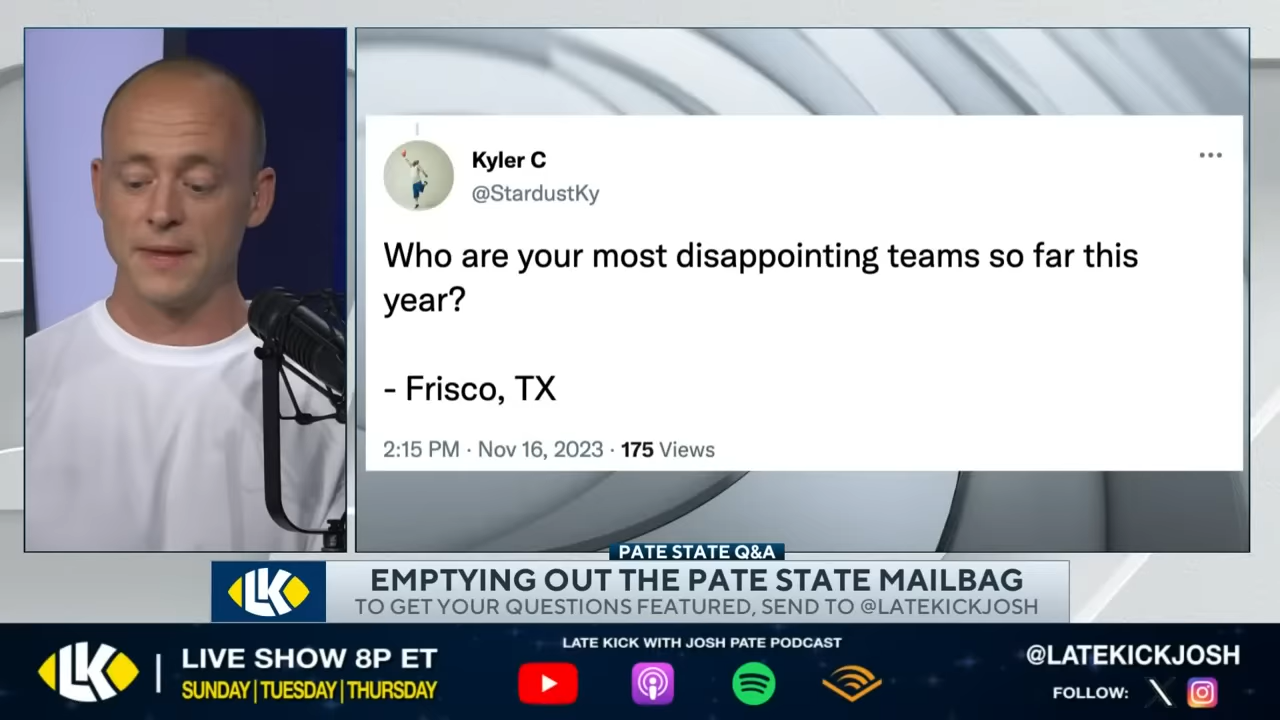 Kyler C
@StardustKy
Who are your most disappointing teams so far this
year?
- Frisco, TX
2:15 PM · Nov 16, 2023 · 175 Views
PATE STATE Q&A
LK
EMPTYING OUT THE PATE STATE MAILBAG
TO GET YOUR QUESTIONS FEATURED, SEND TO @LATEKICKJOSH
LK
LIVE SHOW 8P ET
SUNDAY|TUESDAY|THURSDAY
LATE KICK WITH JOSH PATE PODCAST
@LATEKICKJOSH
FOLLOW: